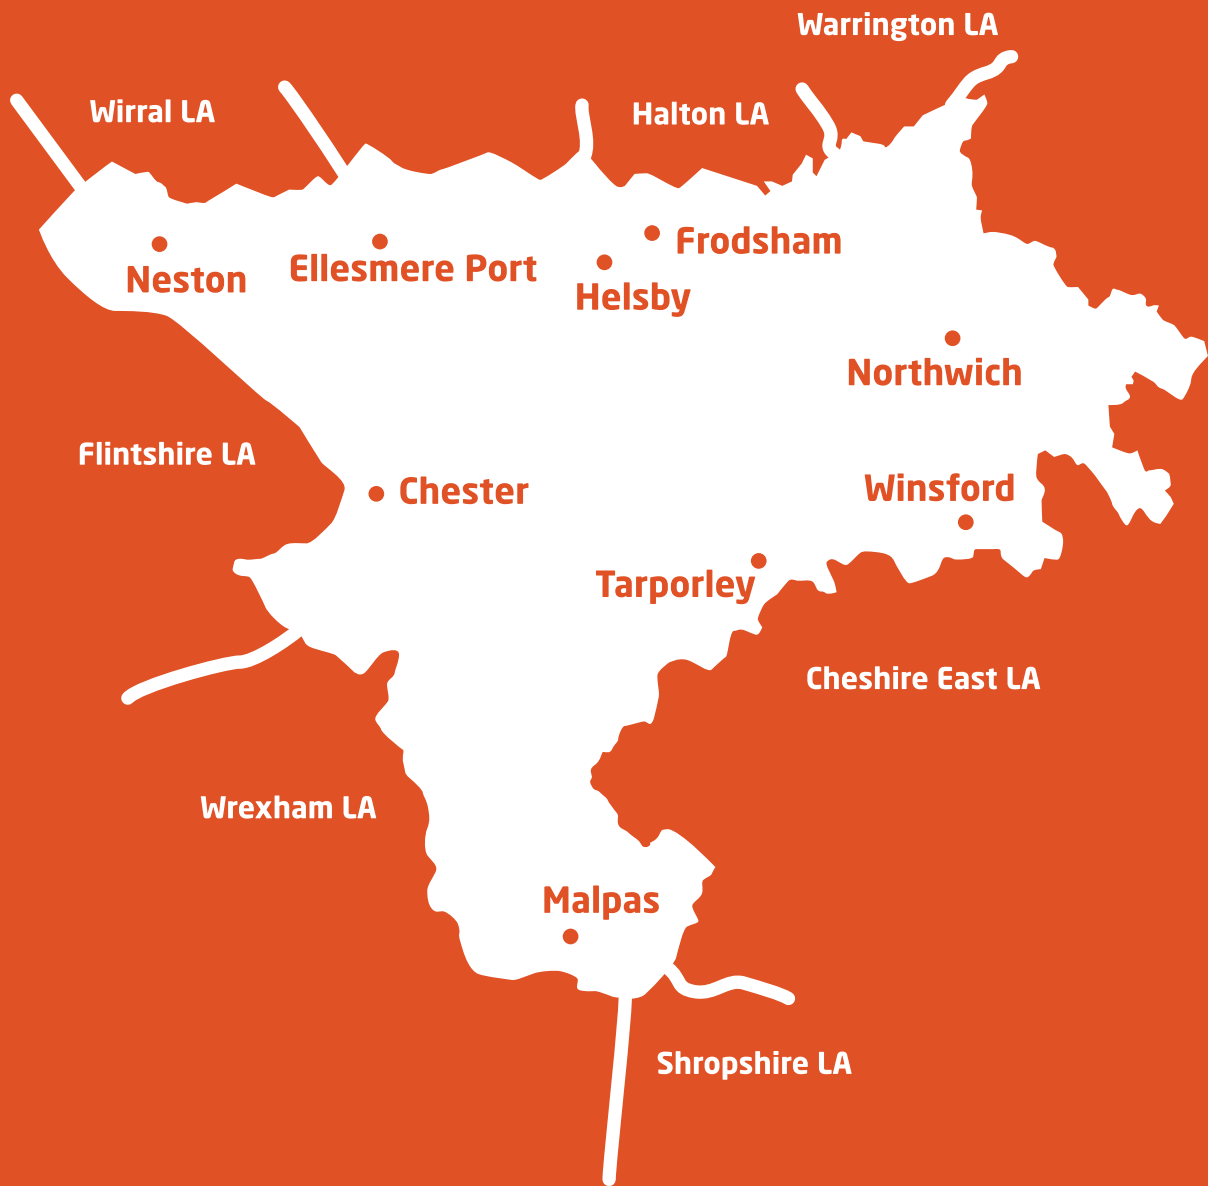 Warrington LA
Wirral LA
Halton LA
Frodsham
Ellesmere Port
Neston
Helsby
Northwich
Flintshire LA
Chester
Winsford
Tarporley
Cheshire East LA
Wrexham LA
Malpas
Shropshire LA